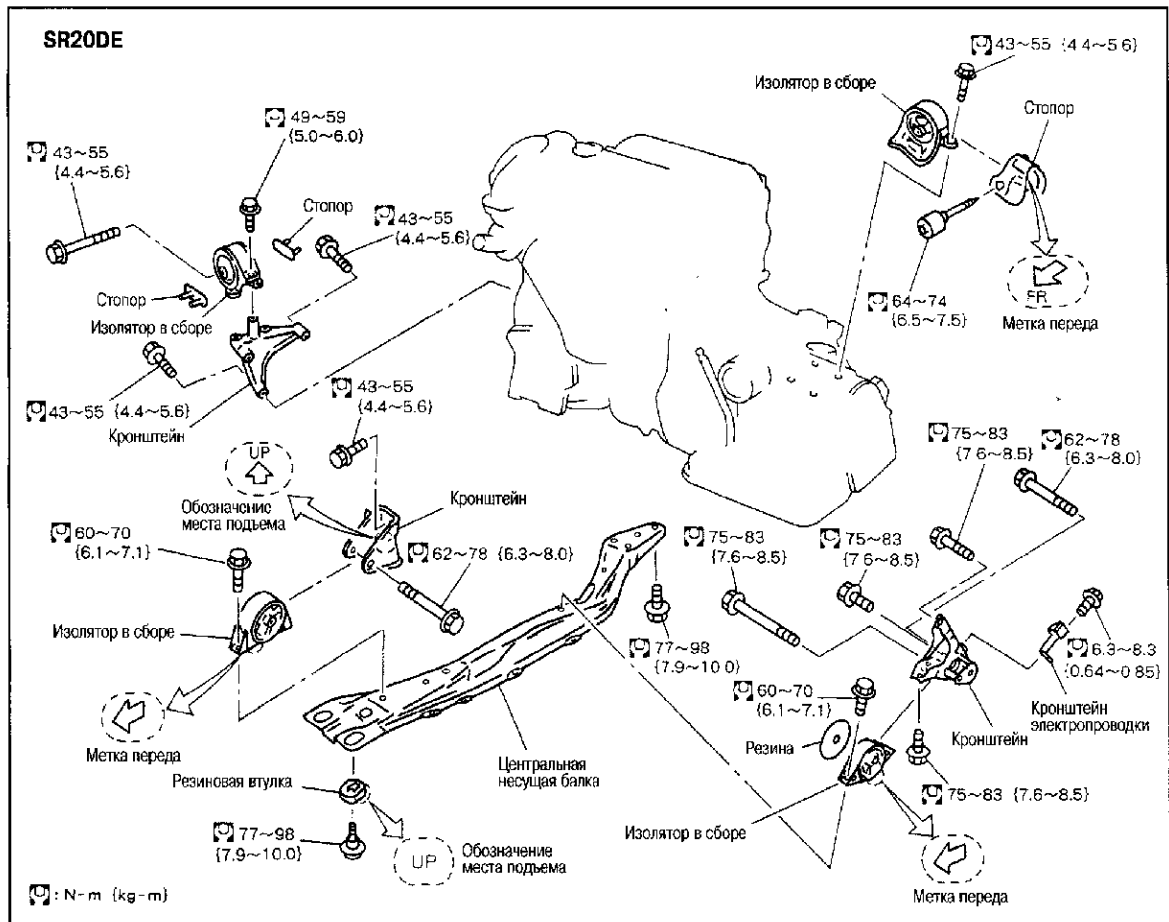 SR20DE
43~55 {4.4~5.6}
Изолятор в сборе
Стопор
49~59
{5.0~6.0}
43~55
{4.4~5.6}
Стопор
43~55
{4.4~5.6}
Стопор
Изолятор в сборе
64~74
{6.5~7.5}
FR
Метка переда
43~55 {4.4~5.6}
Кронштейн
43~55
{4.4~5.6}
UP
Обозначение
места подъема
Кронштейн
75~83
{7.6~8.5}
62~78
{6.3~8.0}
60~70
{6.1~7.1}
62~78 {6.3~8.0}
75~83
{7.6~8.5}
75~83
{7.6~8.5}
Изолятор в сборе
77~98
{7.9~10.0}
6.3~8.3
{0.64~0.85}
60~70
{6.1~7.1}
Кронштейн
электропроводки
Резина
Кронштейн
Метка переда
Центральная
несущая балка
Резиновая втулка
75~83 {7.6~8.5}
77~98
{7.9~10.0}
UP
Обозначение
места подъема
Изолятор в сборе
Метка переда
: N-m {kg-m}